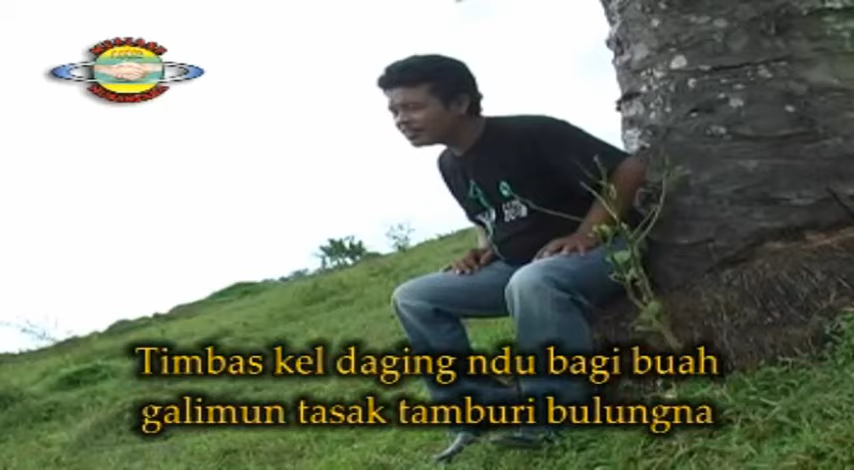 Timbas kel daging ndu bagi buah
galimun tasak tamburi bulungna